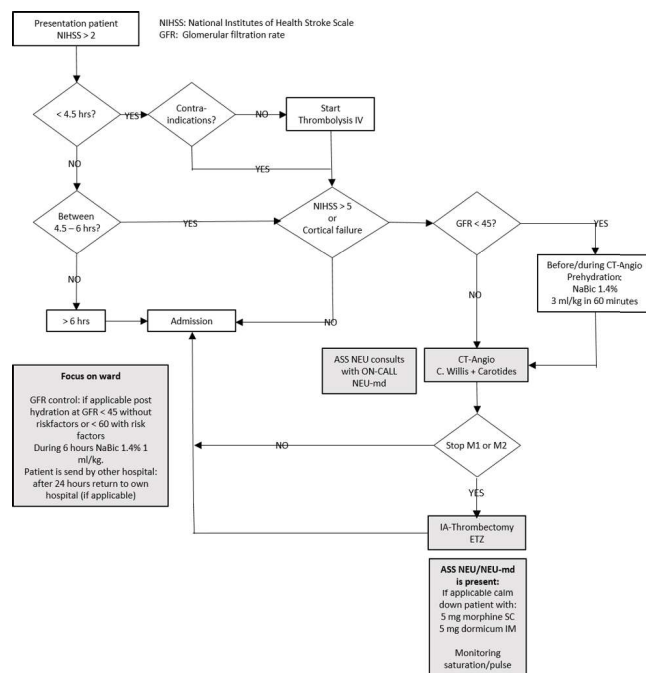 Presentation patient
NIHSS > 2
NIHSS: National Institutes of Health Stroke Scale
GFR: Glomerular filtration rate
< 4.5 hrs?
YES
Contra-
indications?
NO
Start
Thrombolysis IV
NO
YES
Between
4.5 – 6 hrs?
YES
NIHSS > 5
or
Cortical failure
GFR < 45?
YES
Before/during CT-Angio
Prehydration:
NaBic 1.4%
3 ml/kg in 60 minutes
NO
NO
NO
> 6 hrs
Admission
ASS NEU consults
with ON-CALL
NEU-md
CT-Angio
C. Willis + Carotides
Focus on ward
GFR control: if applicable post
hydration at GFR < 45 without
riskfactors or < 60 with risk
factors
During 6 hours NaBic 1.4% 1
ml/kg.
Patient is send by other hospital:
after 24 hours return to own
hospital (if applicable)
NO
Stop M1 or M2
YES
IA-Thrombectomy
ETZ
ASS NEU/NEU-md
is present:
If applicable calm
down patient with:
5 mg morphine SC
5 mg dormicum IM
Monitoring
saturation/pulse